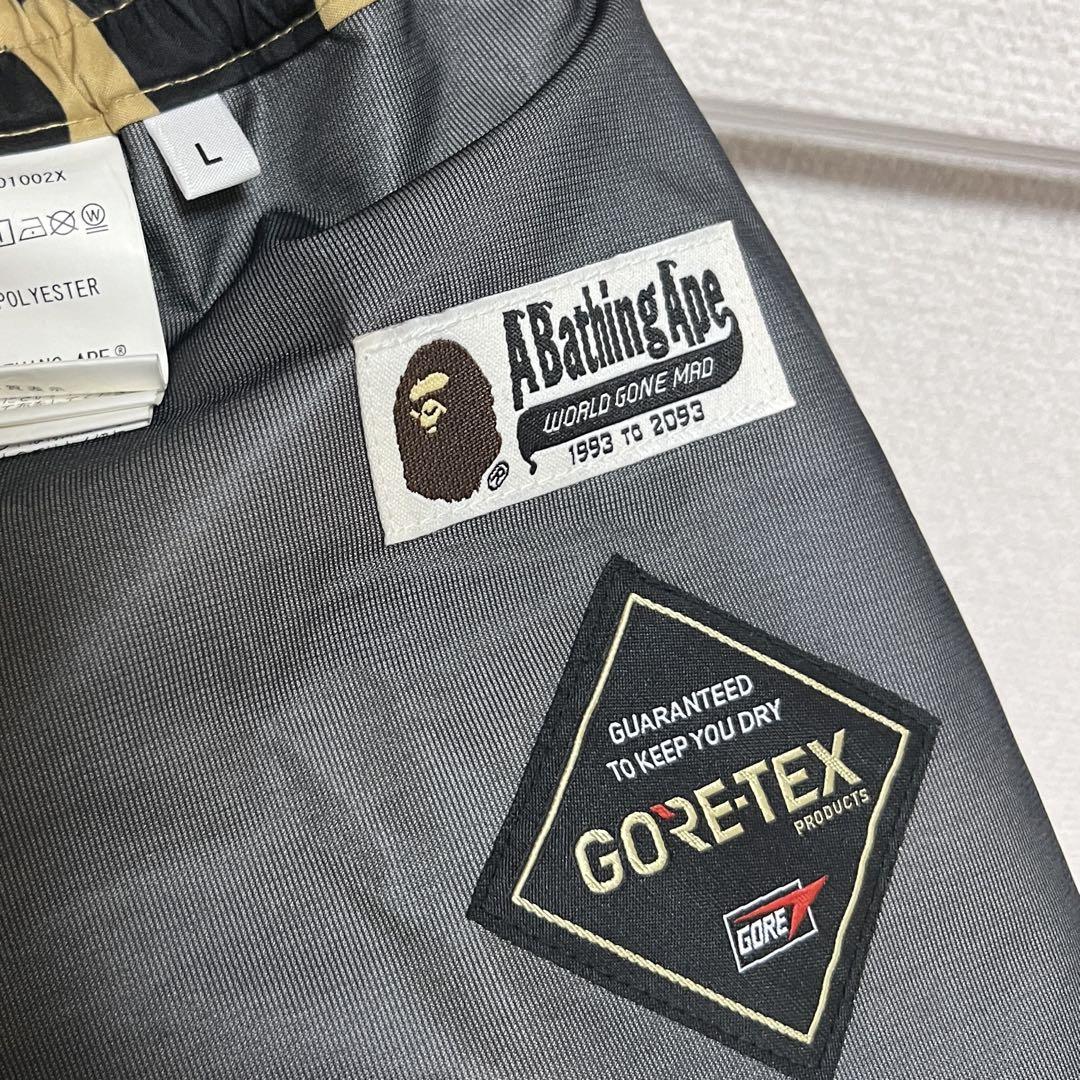 01002X
W
POLYESTER
APE®
L
A Bathing Ape
WORLD GONE MAD
1993 TO 2093
®
GUARANTEED
TO KEEP YOU DRY
GORE-TEX
PRODUCTS
GORE